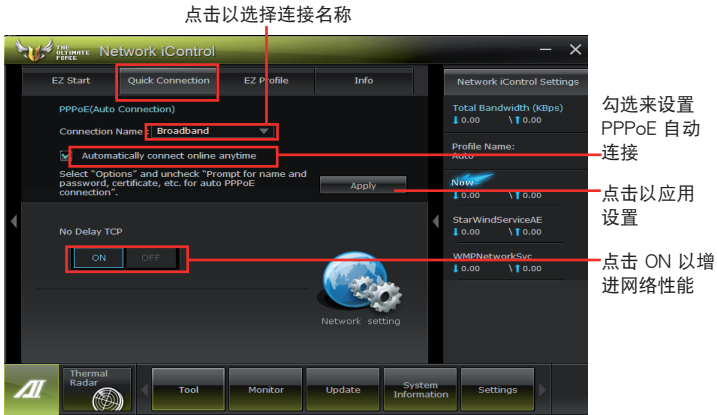 点击以选择连接名称
THE ULTIMATE FORCE
Network iControl
EZ Start
Quick Connection
EZ Profile
Info
Network iControl Settings
PPPoE(Auto Connection)
Connection Name : Broadband
Automatically connect online anytime
Select "Options" and uncheck "Prompt for name and
password, certificate, etc. for auto PPPoE
connection".
Apply
No Delay TCP
ON
OFF
Network setting
Total Bandwidth (KBps)
0.00 \ 0.00
Profile Name:
Auto
Now
0.00 \ 0.00
StarWindServiceAE
0.00 \ 0.00
WMPNetworkSvc
0.00 \ 0.00
勾选来设置
PPPoE 自动
连接
点击以应用
设置
点击 ON 以增
进网络性能
AI
Thermal
Radar
Tool
Monitor
Update
System
Information
Settings